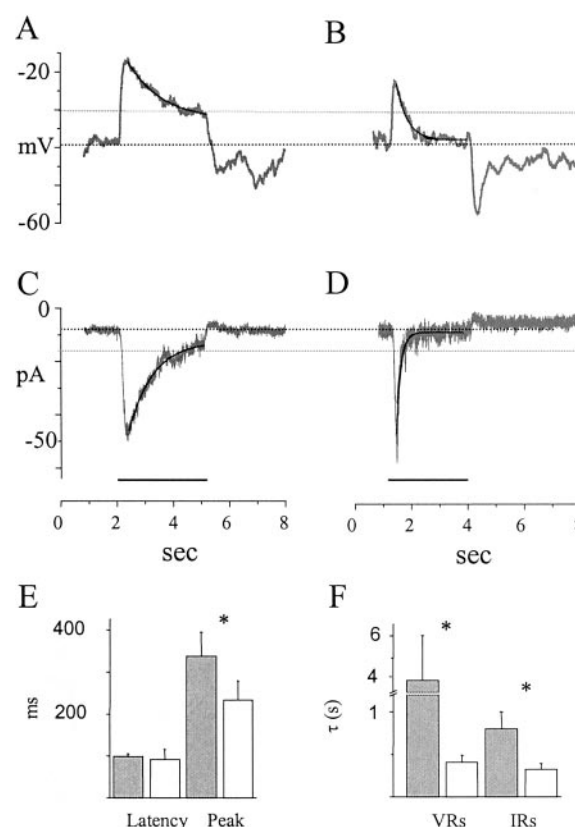 A
B
-20
mV
-60
C
D
0
pA
-50
0 2 4 6 8
0 2 4 6 8
sec
sec
E
F
400
*
ms
200
Latency Peak
6
*
4
*
τ (s)
1
VRs IRs